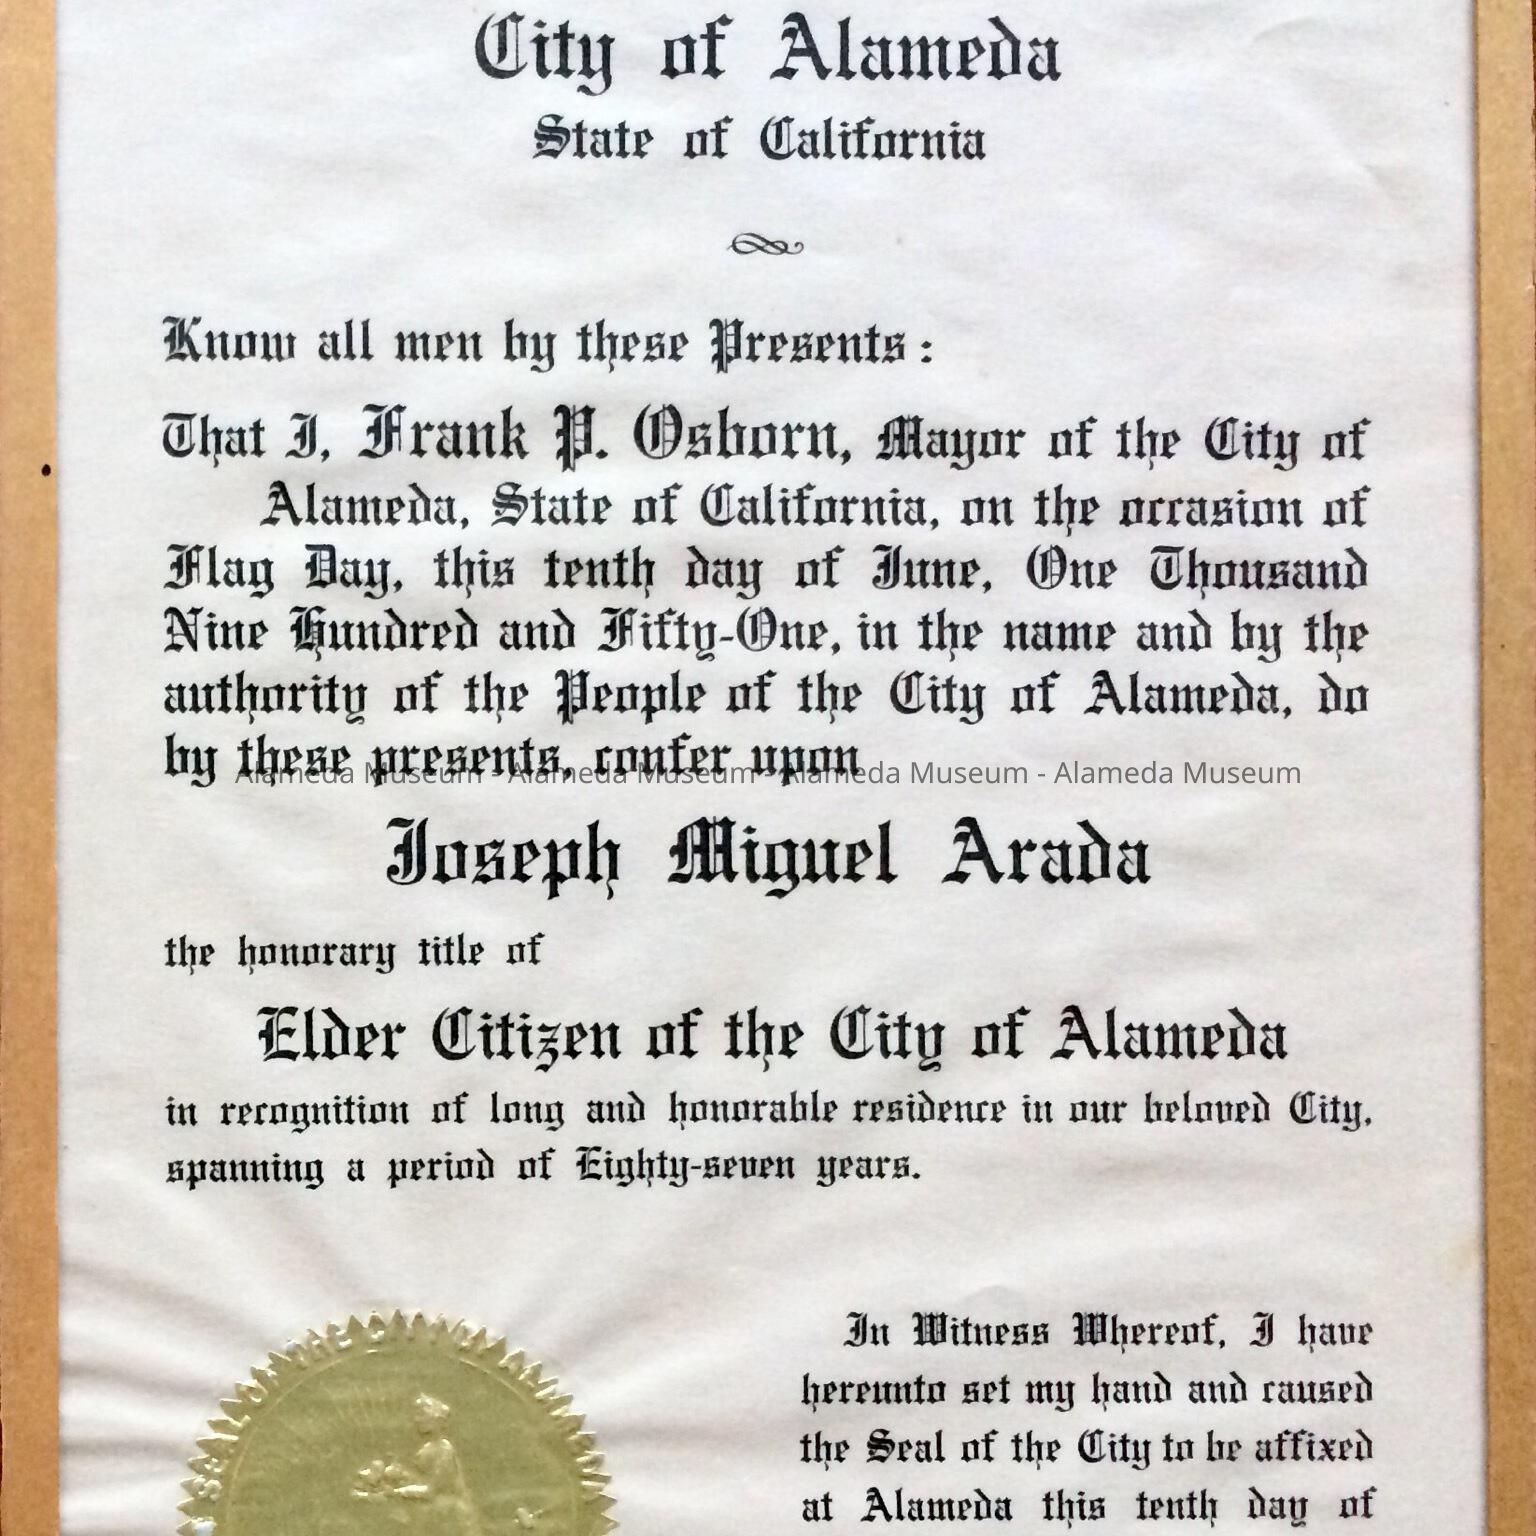 City of Alameda
State of California
Know all men by these Presents :
That I, Frank P. Osborn, Mayor of the City of
Alameda, State of California, on the occasion of
Flag Day, this tenth day of June, One Thousand
Nine Hundred and Fifty-One, in the name and by the
authority of the People of the City of Alameda, do
by these presents, confer upon
Alameda Museum - Alameda Museum - Alameda Museum - Alameda Museum
Joseph Miguel Arada
the honorary title of
Elder Citizen of the City of Alameda
in recognition of long and honorable residence in our beloved City,
spanning a period of Eighty-seven years.
In Witness Whereof, I have
hereunto set my hand and caused
the Seal of the City to be affixed
at Alameda this tenth day of
SEAL OF THE CITY OF